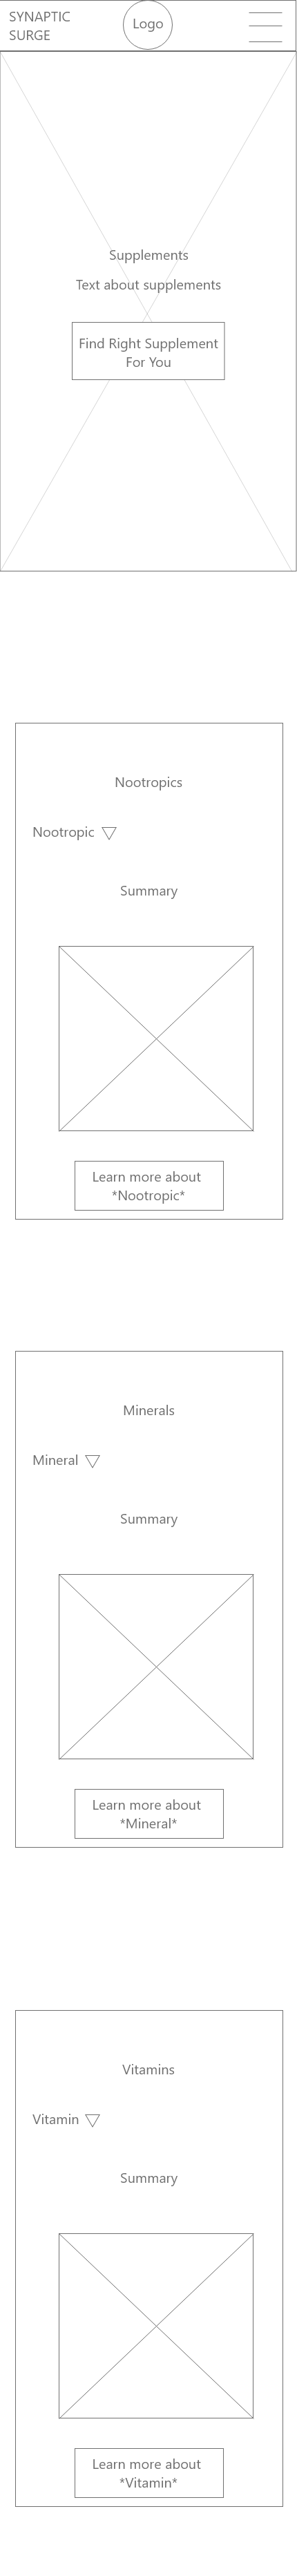 SYNAPTIC
SURGE
Logo
Supplements
Text about supplements
Find Right Supplement
For You
Nootropics
Nootropic
Summary
Learn more about
*Nootropic*
Minerals
Mineral
Summary
Learn more about
*Mineral*
Vitamins
Vitamin
Summary
Learn more about
*Vitamin*